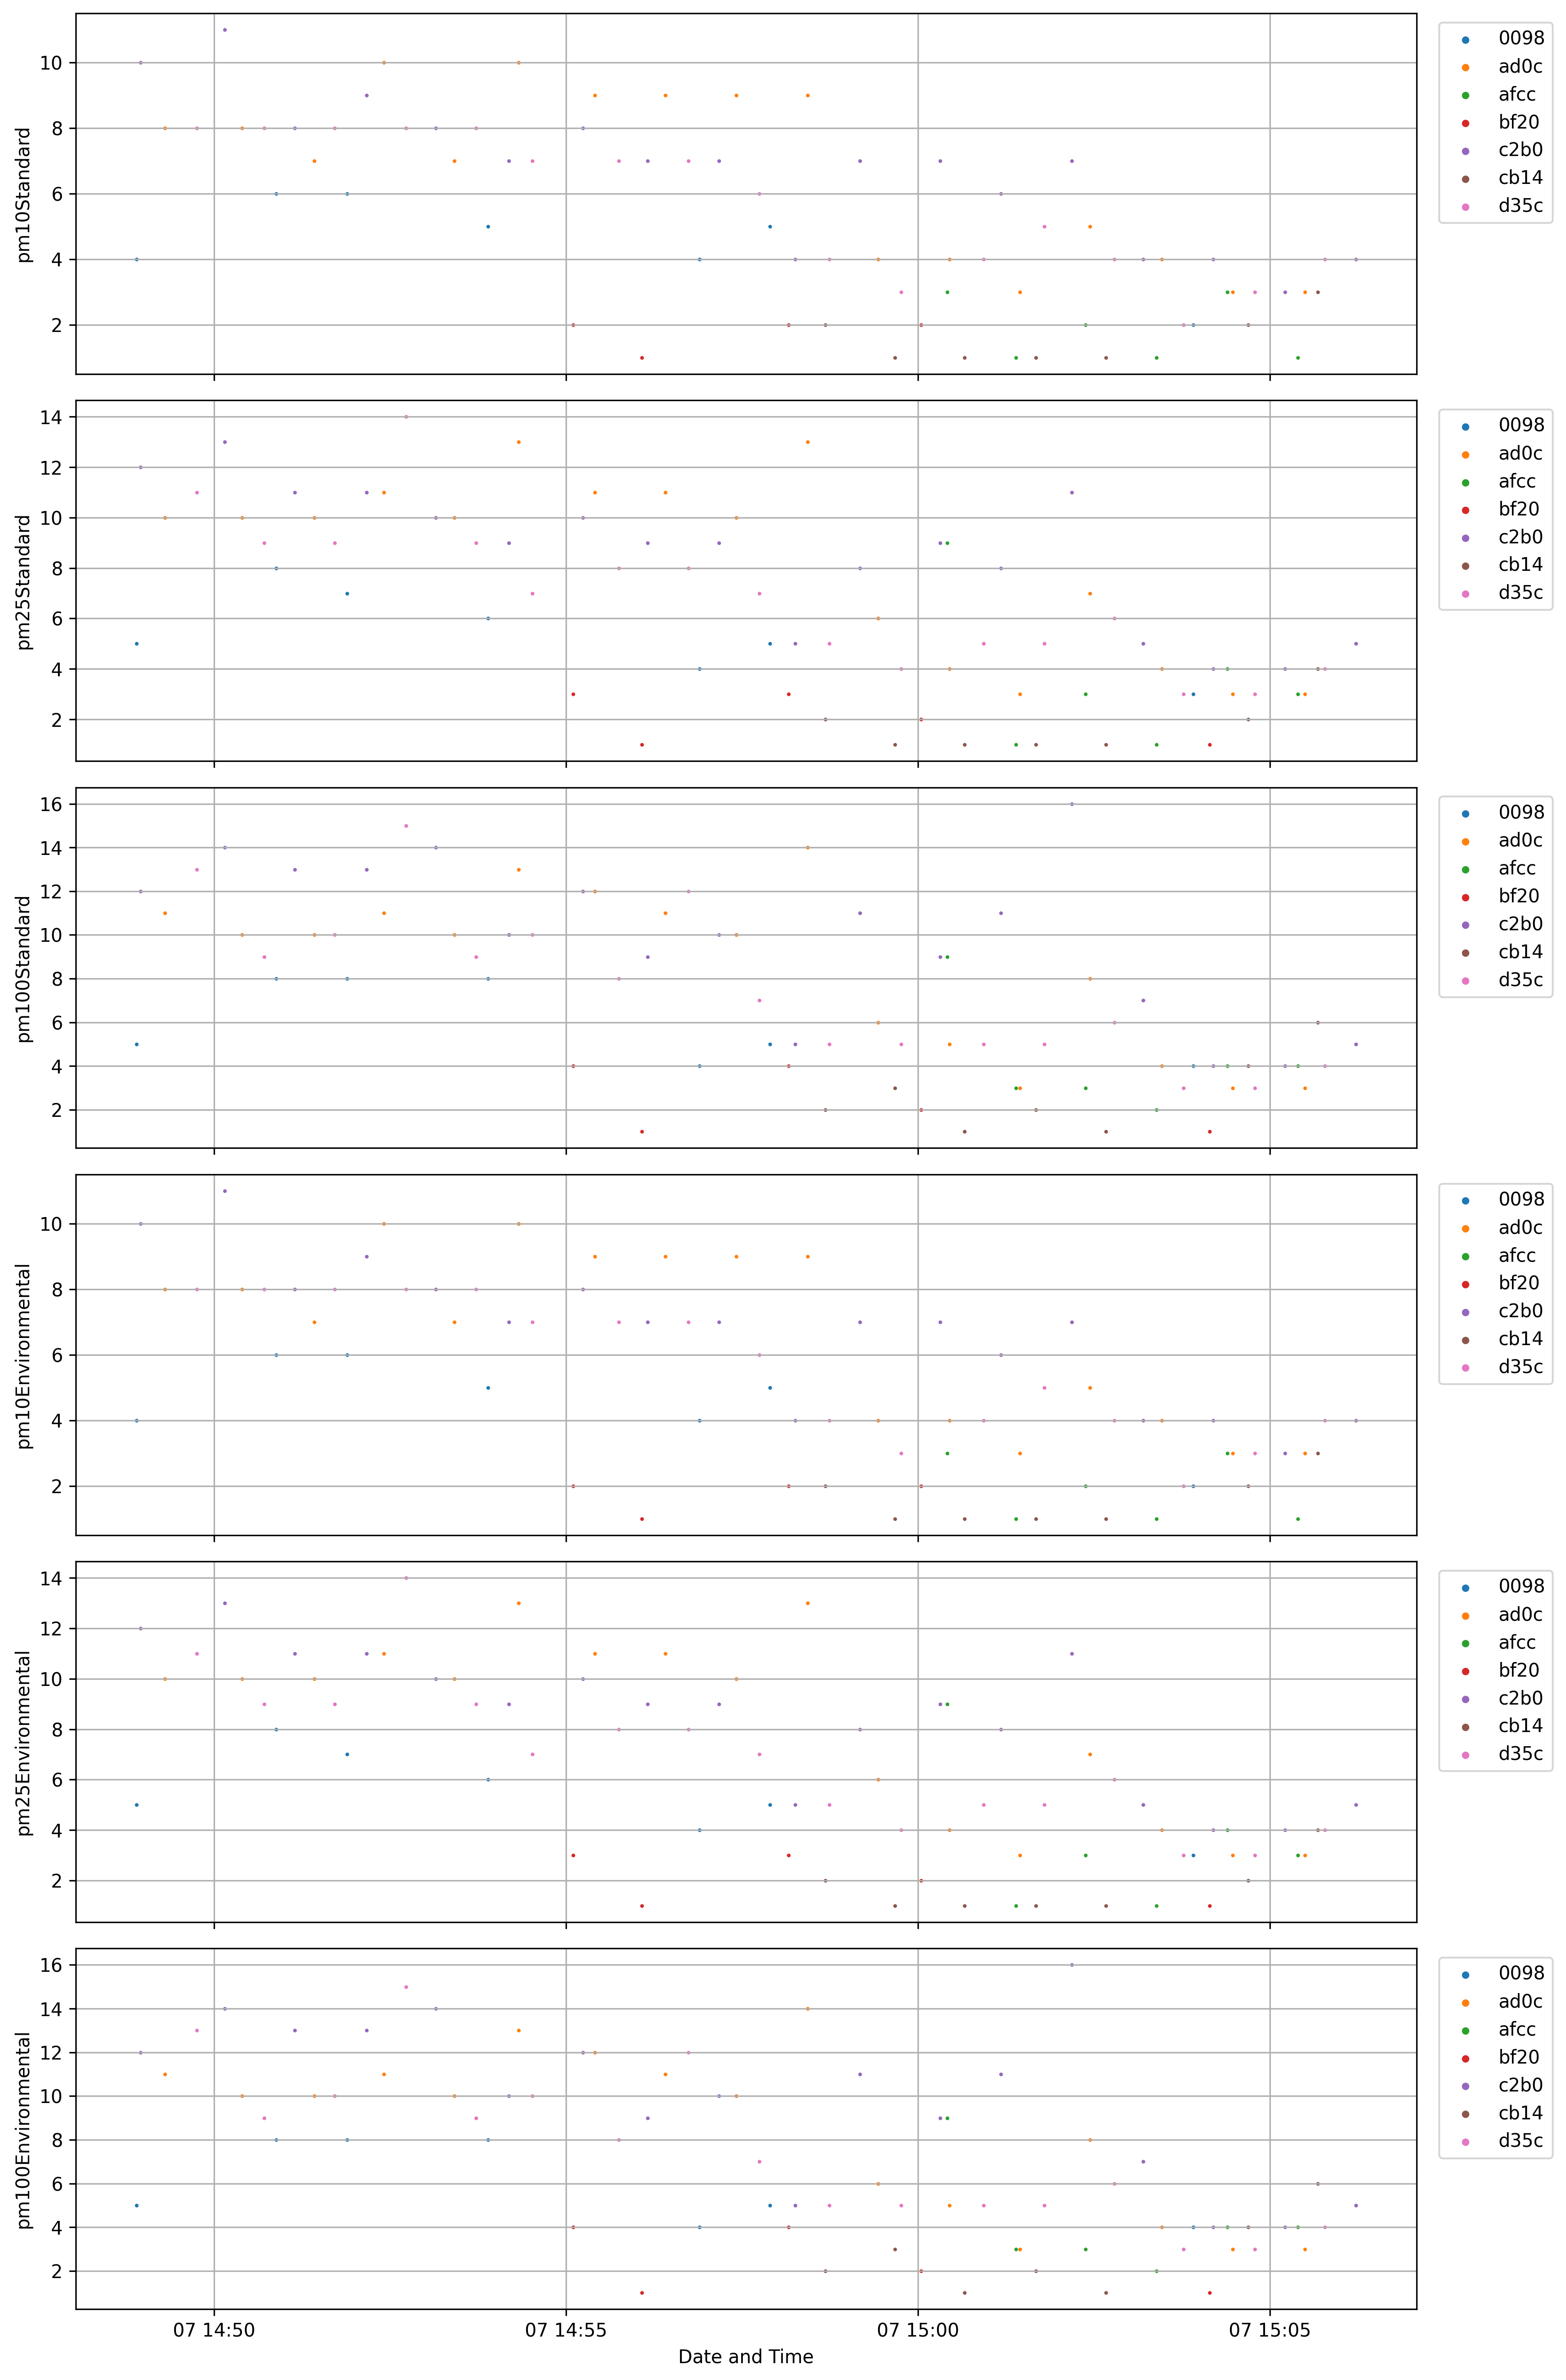 pm10Standard
10
8
6
4
2
0098
ad0c
afcc
bf20
c2b0
cb14
d35c
pm25Standard
14
12
10
8
6
4
2
0098
ad0c
afcc
bf20
c2b0
cb14
d35c
pm100Standard
16
14
12
10
8
6
4
2
0098
ad0c
afcc
bf20
c2b0
cb14
d35c
pm10Environmental
10
8
6
4
2
0098
ad0c
afcc
bf20
c2b0
cb14
d35c
pm25Environmental
14
12
10
8
6
4
2
0098
ad0c
afcc
bf20
c2b0
cb14
d35c
pm100Environmental
16
14
12
10
8
6
4
2
0098
ad0c
afcc
bf20
c2b0
cb14
d35c
07 14:50 07 14:55 07 15:00 07 15:05
Date and Time